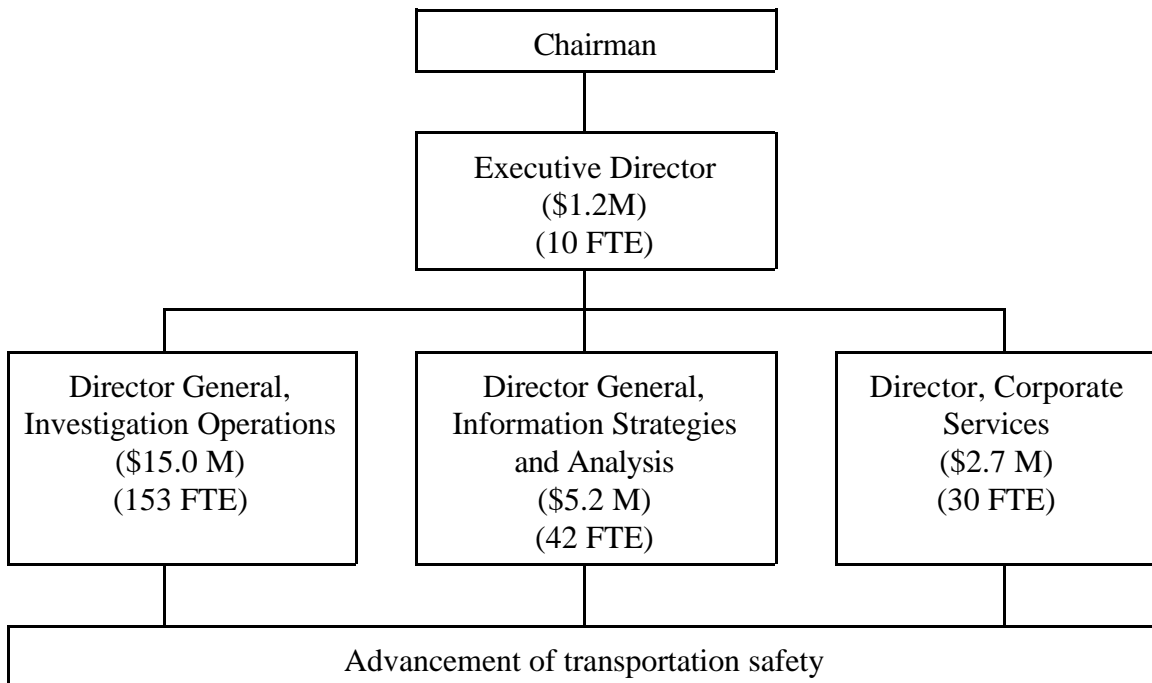 Chairman
Executive Director
($1.2M)
(10 FTE)
Director General,
Investigation Operations
($15.0 M)
(153 FTE)
Director General,
Information Strategies
and Analysis
($5.2 M)
(42 FTE)
Director, Corporate
Services
($2.7 M)
(30 FTE)
Advancement of transportation safety